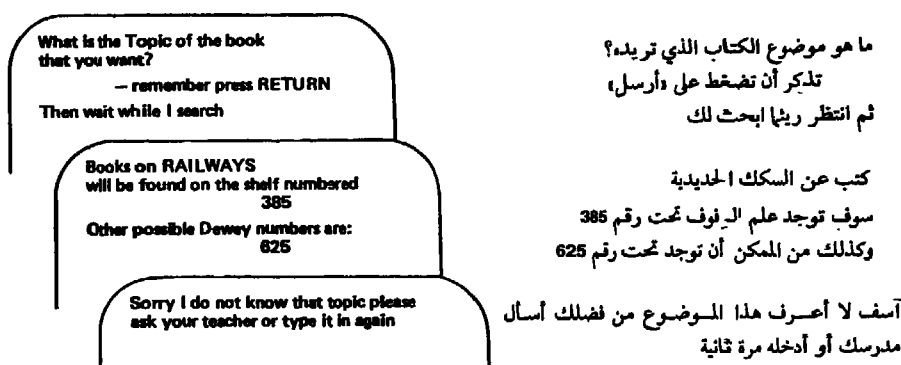 What is the Topic of the book
that you want?
— remember press RETURN
Then wait while I search
ما هو موضوع الكتاب الذي تريده؟
تذكر أن تضغط على «أرسل»
ثم انتظر ريثما ابحث لك
Books on RAILWAYS
will be found on the shelf numbered
385
Other possible Dewey numbers are:
625
كتب عن السكك الحديدية
سوف توجد على الرفوف تحت رقم 385
وكذلك من الممكن أن توجد تحت رقم 625
Sorry I do not know that topic please
ask your teacher or type it in again
آسف لا أعرف هذا الموضوع من فضلك أسأل
مدرسك أو أدخله مرة ثانية